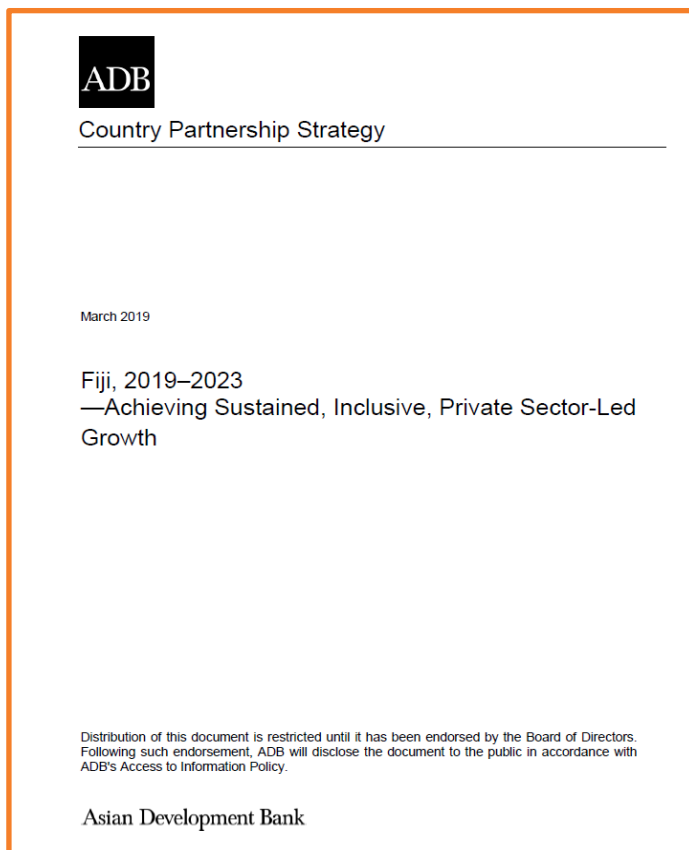 ADB
Country Partnership Strategy
March 2019
Fiji, 2019–2023
—Achieving Sustained, Inclusive, Private Sector-Led
Growth
Distribution of this document is restricted until it has been endorsed by the Board of Directors.
Following such endorsement, ADB will disclose the document to the public in accordance with
ADB's Access to Information Policy.
Asian Development Bank